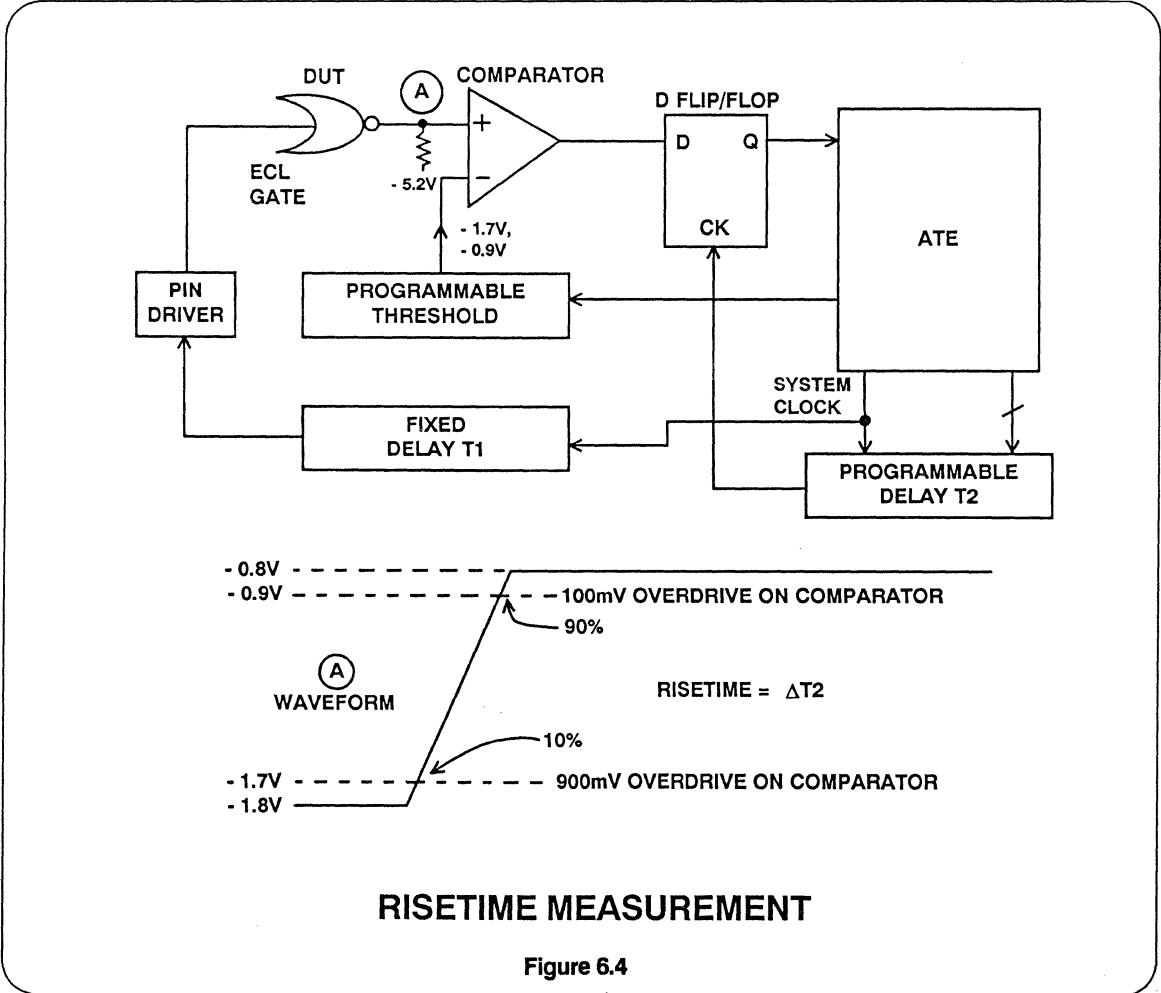 DUT
A
COMPARATOR
D FLIP/FLOP
+
D
Q
ECL
GATE
- 5.2V
−
- 1.7V,
- 0.9V
CK
ATE
PIN
DRIVER
PROGRAMMABLE
THRESHOLD
SYSTEM
CLOCK
FIXED
DELAY T1
PROGRAMMABLE
DELAY T2
- 0.8V
- 0.9V
100mV OVERDRIVE ON COMPARATOR
90%
A
WAVEFORM
RISETIME = ΔT2
10%
- 1.7V
900mV OVERDRIVE ON COMPARATOR
- 1.8V
RISETIME MEASUREMENT
Figure 6.4